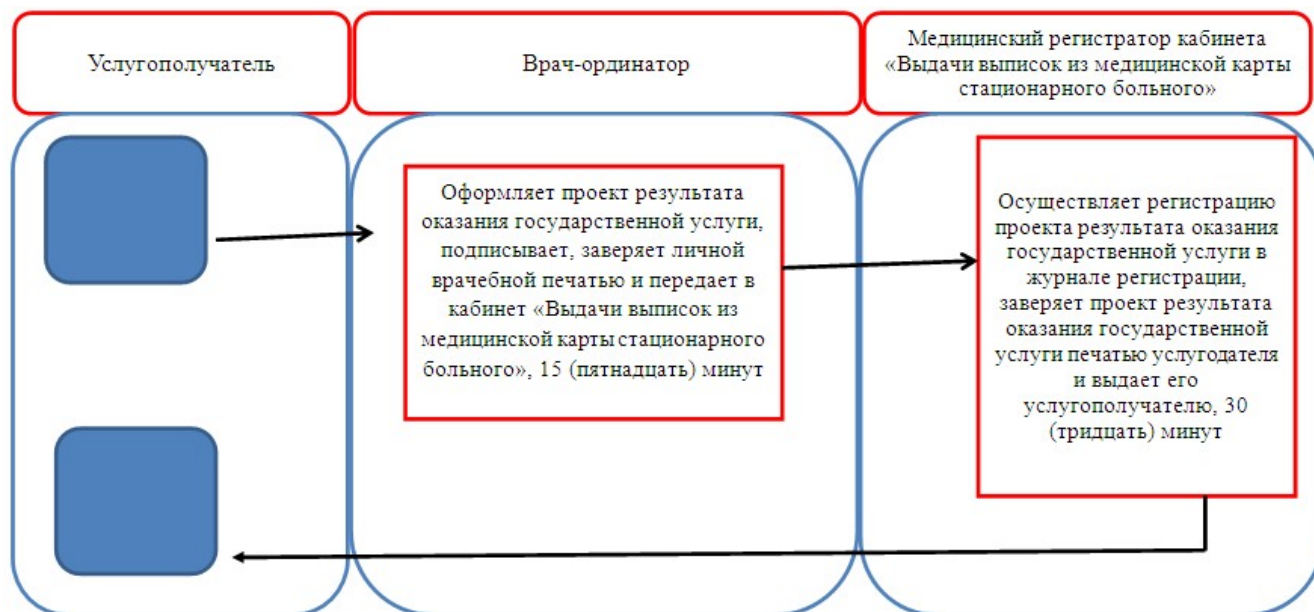 Услугополучатель
Врач-ординатор
Медицинский регистратор кабинета
«Выдачи выписок из медицинской карты
стационарного больного»
Оформляет проект результата
оказания государственной услуги,
подписывает, заверяет личной
врачебной печатью и передает в
кабинет «Выдачи выписок из
медицинской карты стационарного
больного», 15 (пятнадцать) минут
Осуществляет регистрацию
проекта результата оказания
государственной услуги в
журнале регистрации,
заверяет проект результата
оказания государственной
услуги печатью услугодателя
и выдает его
услугополучателю, 30
(тридцать) минут